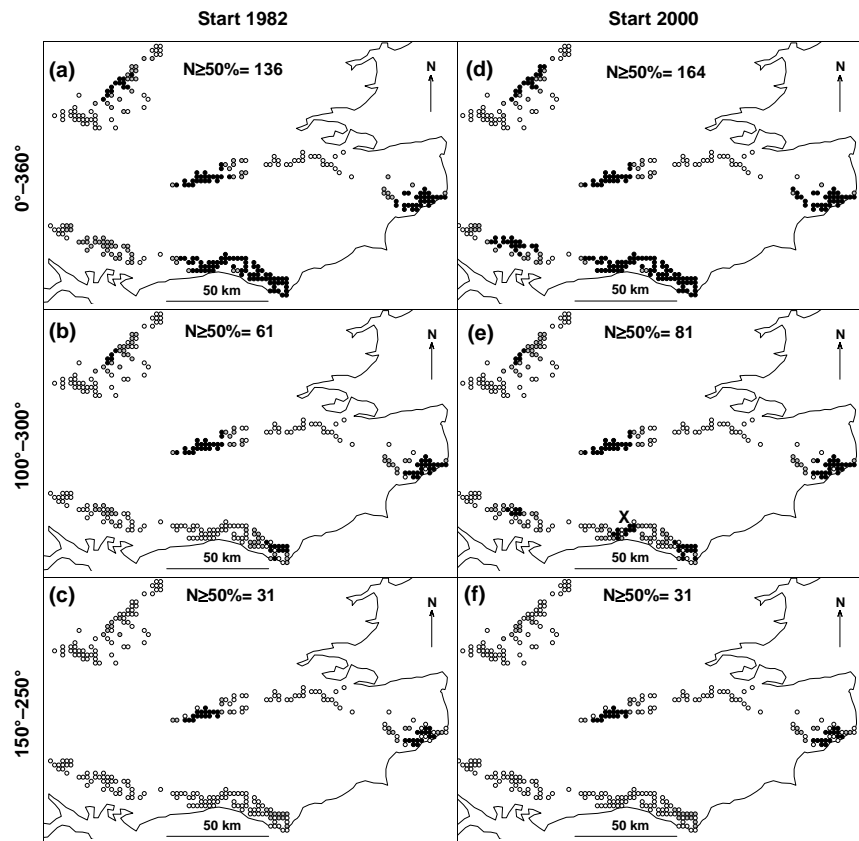 Start 1982
Start 2000
0°–360°
(a)
N≥50%= 136
N
50 km
(d)
N≥50%= 164
N
50 km
100°–300°
(b)
N≥50%= 61
N
50 km
(e)
N≥50%= 81
N
X
50 km
150°–250°
(c)
N≥50%= 31
N
50 km
(f)
N≥50%= 31
N
50 km